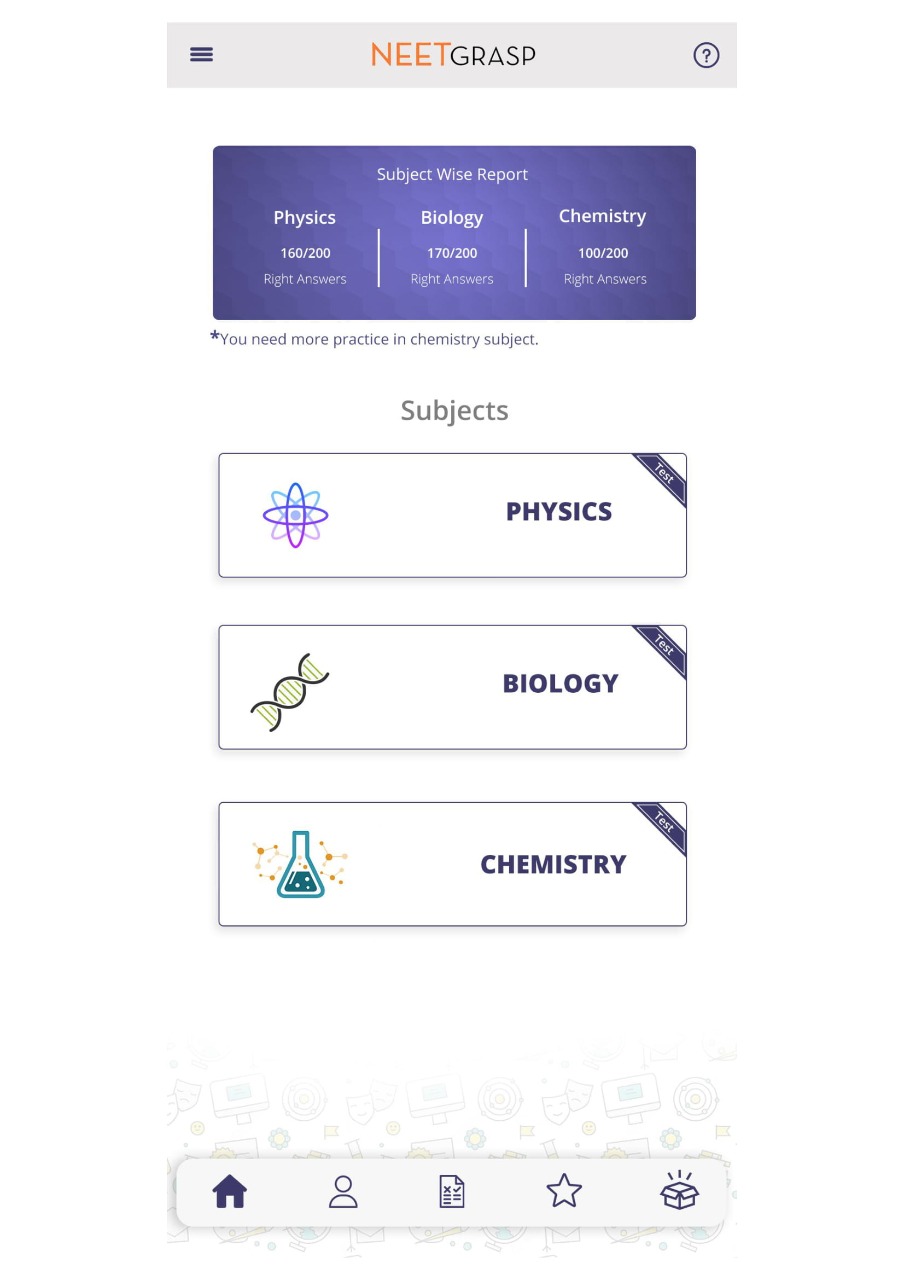 NEETGRASP
Subject Wise Report
Physics Biology Chemistry
160/200 170/200 100/200
Right Answers Right Answers Right Answers
*You need more practice in chemistry subject.
Subjects
Test
PHYSICS
Test
BIOLOGY
Test
CHEMISTRY